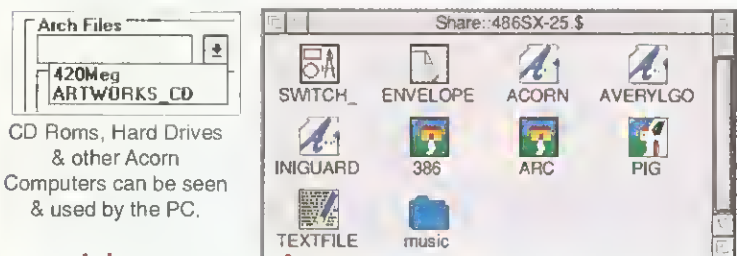 Arch Files
420Meg
ARTWORKS_CD
CD Roms, Hard Drives
& other Acorn
Computers can be seen
& used by the PC.
Share::486SX-25.$
SWITCH_ ENVELOPE ACORN AVERYLGO
INIGUARD 386 ARC PIG
TEXTFILE music